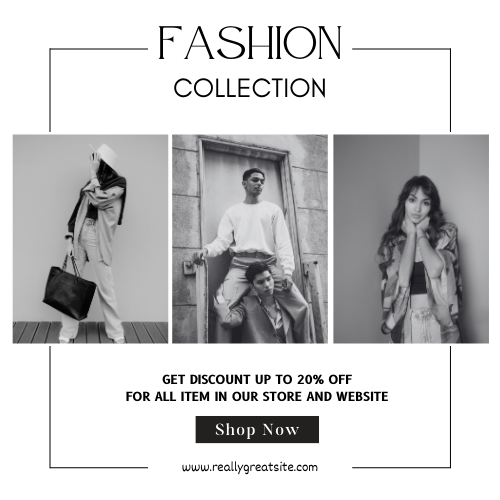 FASHION
COLLECTION
GET DISCOUNT UP TO 20% OFF
FOR ALL ITEM IN OUR STORE AND WEBSITE
Shop Now
www.reallygreatsite.com